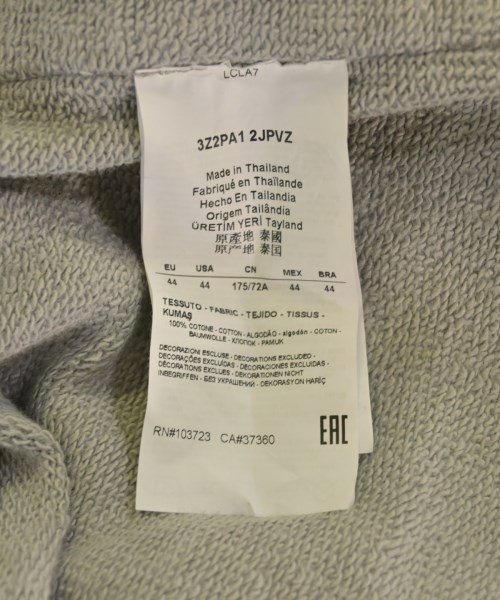 LCLA7
3Z2PA1 2JPVZ
Made in Thailand
Fabriqué en Thaïlande
Hecho En Tailandia
Origem Tailândia
ÜRETİM YERİ Tayland
原產地 泰國
原产地 泰国
EU USA CN MEX BRA
44 44 175/72A 44 44
TESSUTO - FABRIC - TEJIDO - TISSUS -
KUMAŞ
100% COTONE - COTTON - ALGODÃO - algodón - COTON -
BAUMWOLLE - ХЛОПОК - PAMUK
DECORAZIONI ESCLUSE - DECORATIONS EXCLUDED -
DECORAÇÕES EXCLUÍDAS - DECORACIONES EXCLUIDAS -
DÉCORATIONS EXCLUES - DEKORATIONEN NICHT
INBEGRIFFEN - БЕЗ УКРАШЕНИЙ - DEKORASYON HARİÇ
RN#103723 CA#37360
EAC